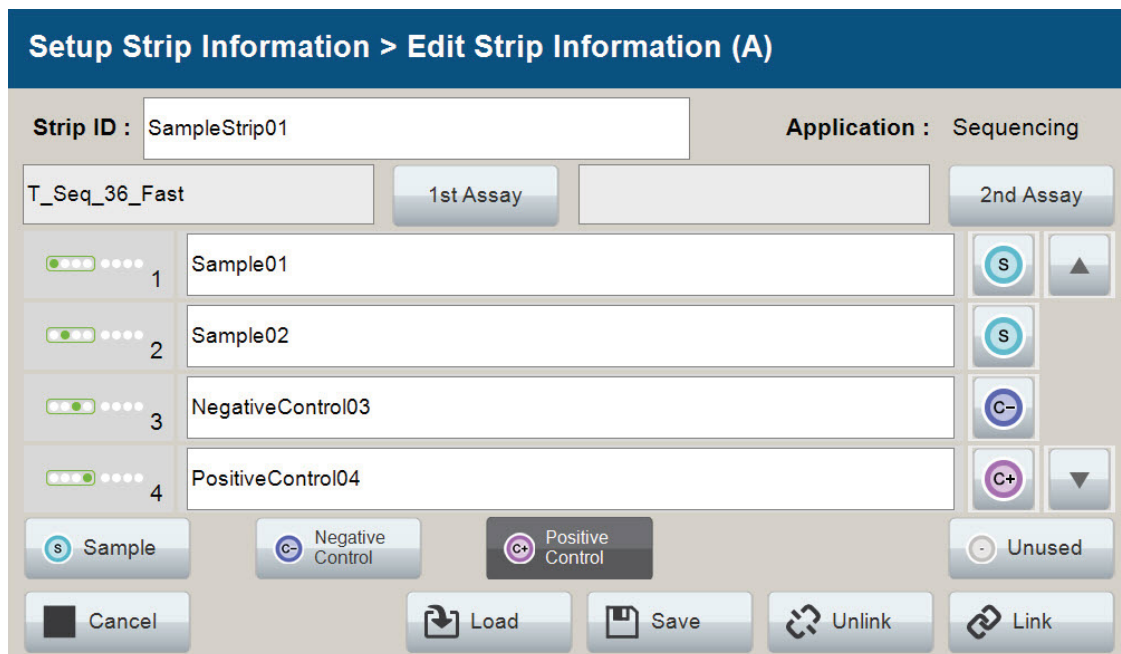 Setup Strip Information > Edit Strip Information (A)
Strip ID : SampleStrip01 Application : Sequencing
T_Seq_36_Fast 1st Assay 2nd Assay
1 Sample01 S
2 Sample02 S
3 NegativeControl03 C-
4 PositiveControl04 C+
S Sample C- Negative Control C+ Positive Control - Unused
Cancel Load Save Unlink Link